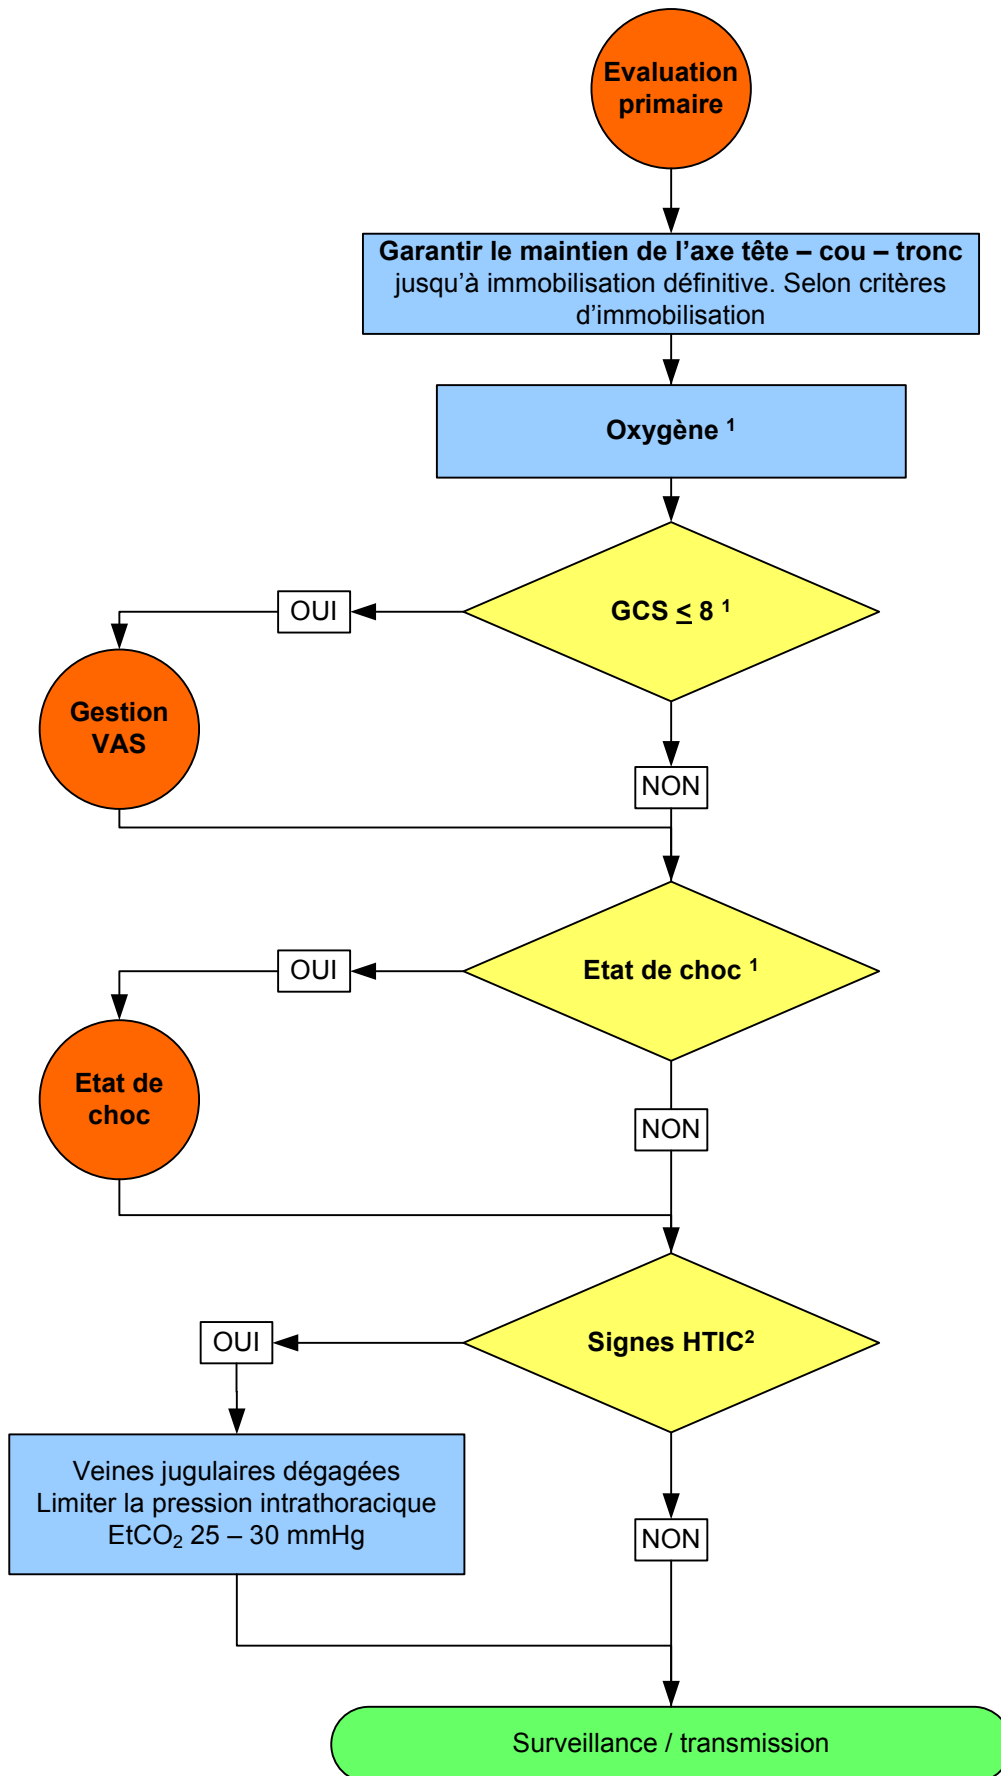 Evaluation
primaire
Garantir le maintien de l’axe tête – cou – tronc
jusqu’à immobilisation définitive. Selon critères
d’immobilisation
Oxygène ¹
GCS ≤ 8 ¹
OUI
Gestion
VAS
NON
Etat de choc ¹
OUI
Etat de
choc
NON
Signes HTIC²
OUI
Veines jugulaires dégagées
Limiter la pression intrathoracique
EtCO₂ 25 – 30 mmHg
NON
Surveillance / transmission